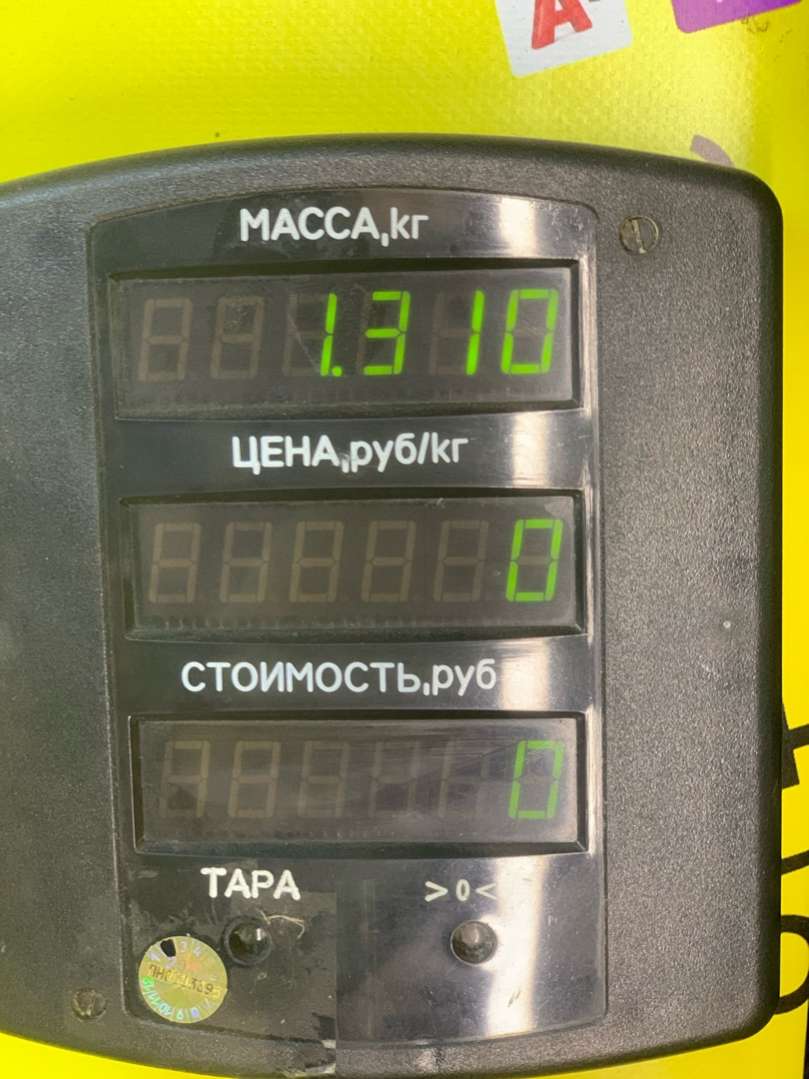 МАССА,кг
1.310
ЦЕНА,руб/кг
0
СТОИМОСТЬ,руб
0
ТАРА >0<